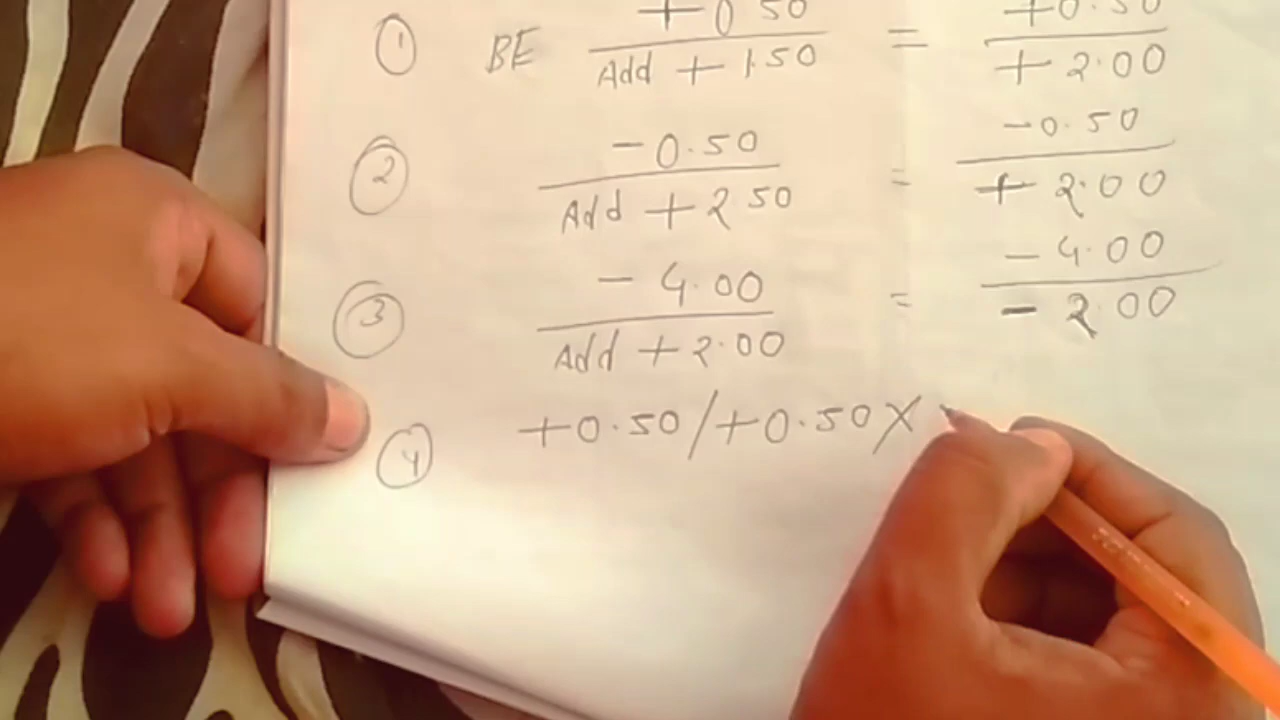 ① BE +0.50 = +0.50
Add +1.50 +2.00
② -0.50 = -0.50
Add +2.50 +2.00
③ -4.00 = -4.00
Add +2.00 -2.00
④ +0.50/+0.50X